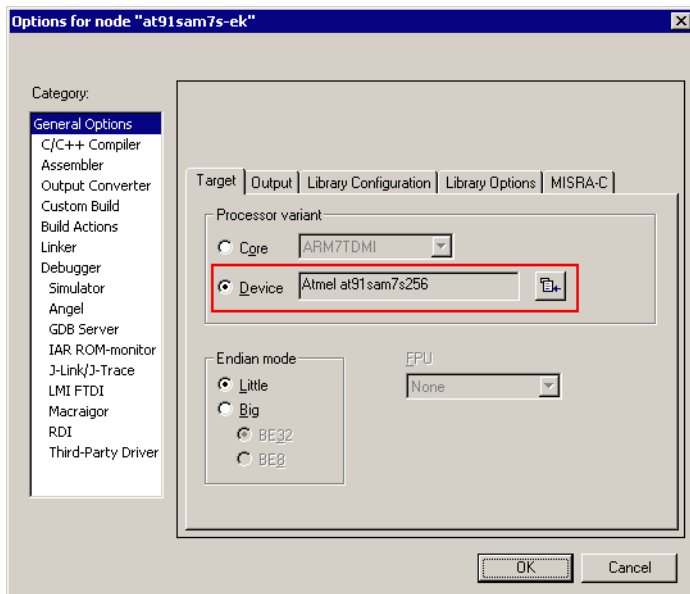 Options for node "at91sam7s-ek"
Category:
General Options
C/C++ Compiler
Assembler
Output Converter
Custom Build
Build Actions
Linker
Debugger
Simulator
Angel
GDB Server
IAR ROM-monitor
J-Link/J-Trace
LMI FTDI
Macraigor
RDI
Third-Party Driver
Target Output Library Configuration Library Options MISRA-C
Processor variant
Core ARM7TDMI
Device Atmel at91sam7s256
Endian mode
Little
Big
BE32
BE8
FPU
None
OK Cancel